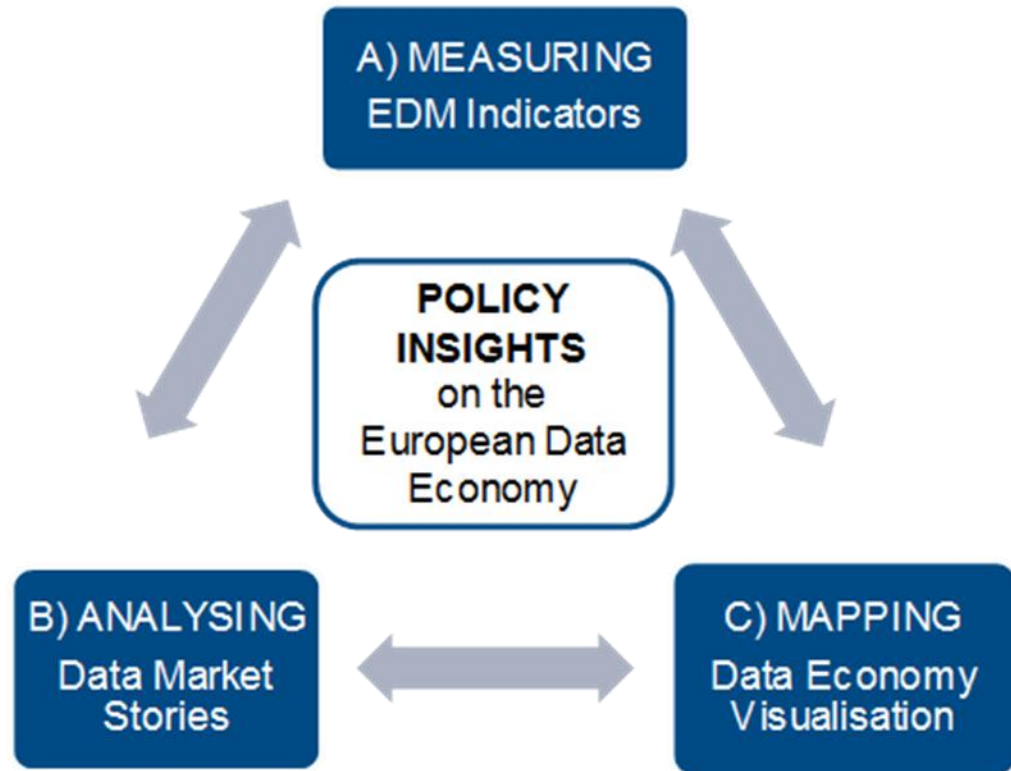 A) MEASURING
EDM Indicators
POLICY
INSIGHTS
on the
European Data
Economy
B) ANALYSING
Data Market
Stories
C) MAPPING
Data Economy
Visualisation